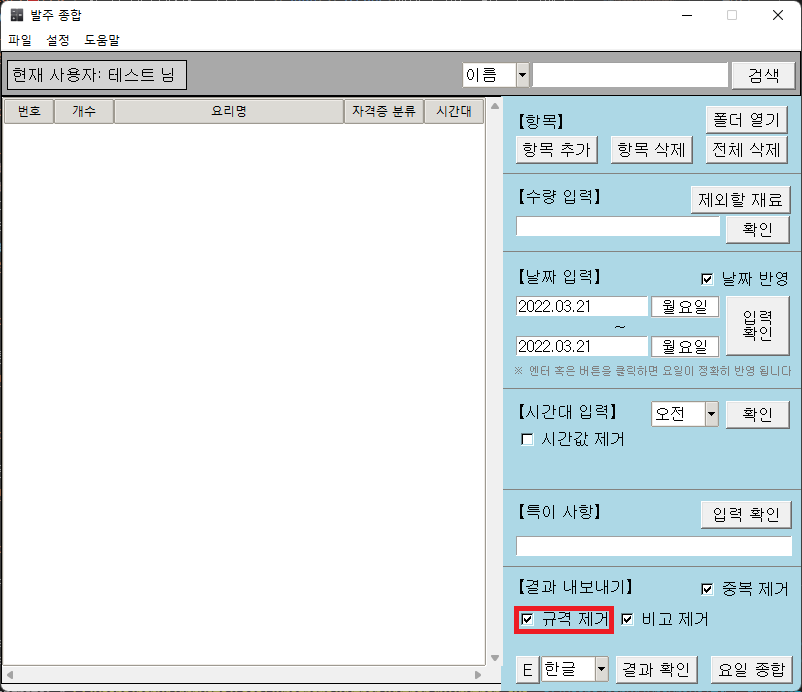 발주 종합
파일 설정 도움말
현재 사용자: 테스트 닝 이름 검색
번호 개수 요리명 자격증 분류 시간대
【항목】 폴더 열기
항목 추가 항목 삭제 전체 삭제
【수량 입력】 제외할 재료
확인
【날짜 입력】 날짜 반영
2022.03.21 월요일
~
입력
확인
2022.03.21 월요일
※ 엔터 혹은 버튼을 클릭하면 요일이 정확히 반영 됩니다
【시간대 입력】 오전 확인
시간값 제거
【특이 사항】 입력 확인
【결과 내보내기】 중복 제거
규격 제거 비고 제거
E 한글 결과 확인 요일 종합